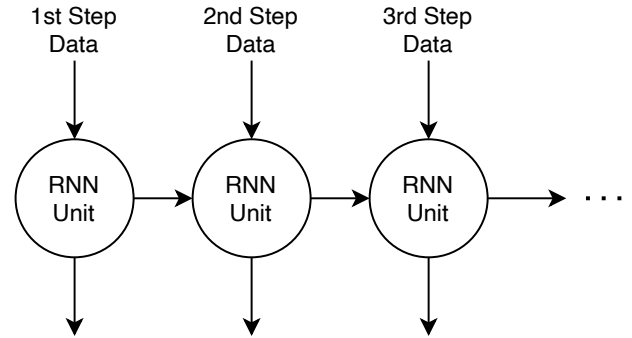 1st Step
Data
2nd Step
Data
3rd Step
Data
RNN
Unit
RNN
Unit
RNN
Unit
...